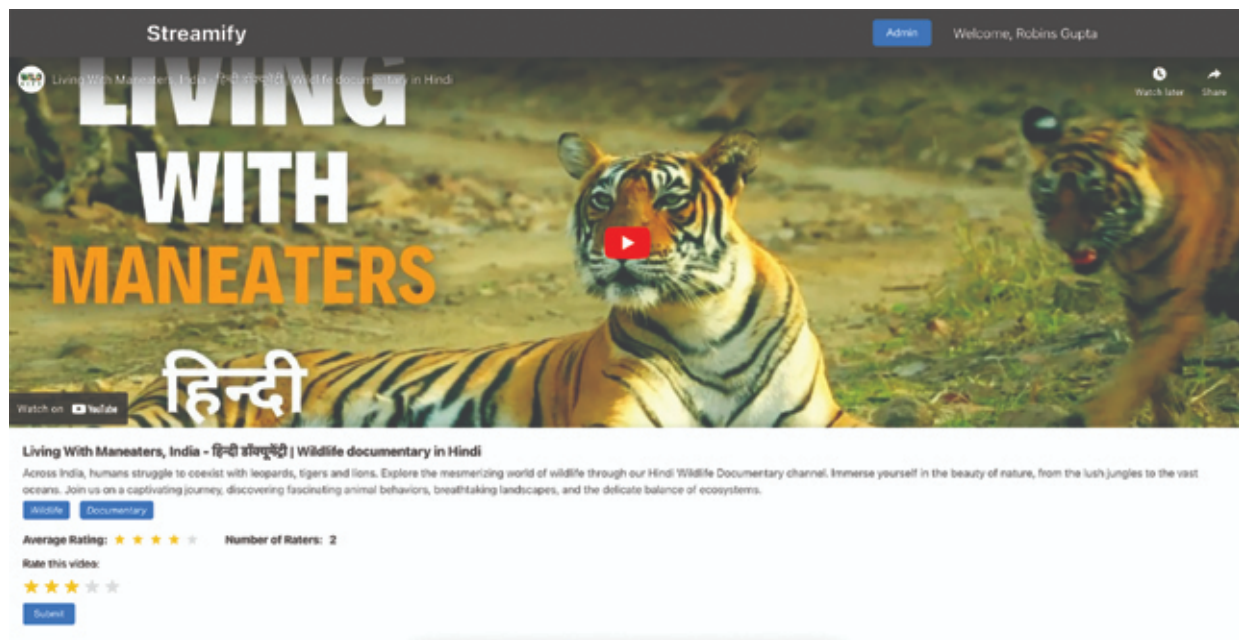 Streamify
Admin
Welcome, Robins Gupta
Living With Maneaters, India - हिन्दी डॉक्यूमेंट्री | Wildlife documentary in Hindi
Watch later
Share
LIVING
WITH
MANEATERS
हिन्दी
Watch on YouTube
Living With Maneaters, India - हिन्दी डॉक्यूमेंट्री | Wildlife documentary in Hindi
Across India, humans struggle to coexist with leopards, tigers and lions. Explore the mesmerizing world of wildlife through our Hindi Wildlife Documentary channel. Immerse yourself in the beauty of nature, from the lush jungles to the vast
oceans. Join us on a captivating journey, discovering fascinating animal behaviors, breathtaking landscapes, and the delicate balance of ecosystems.
Wildlife
Documentary
Average Rating:
Number of Raters: 2
Rate this video:
Submit